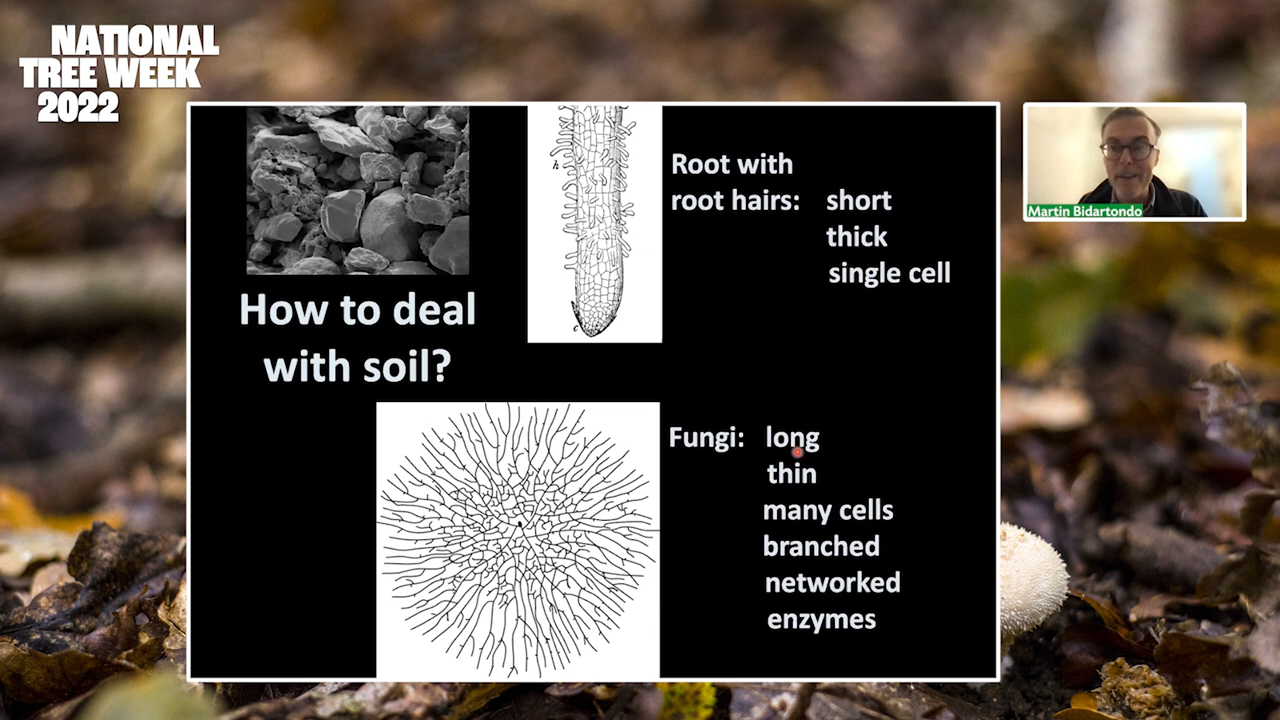 NATIONAL
TREE WEEK
2022
Martin Bidartondo
How to deal
with soil?
h
c
Root with
root hairs: short
thick
single cell
Fungi: long
thin
many cells
branched
networked
enzymes